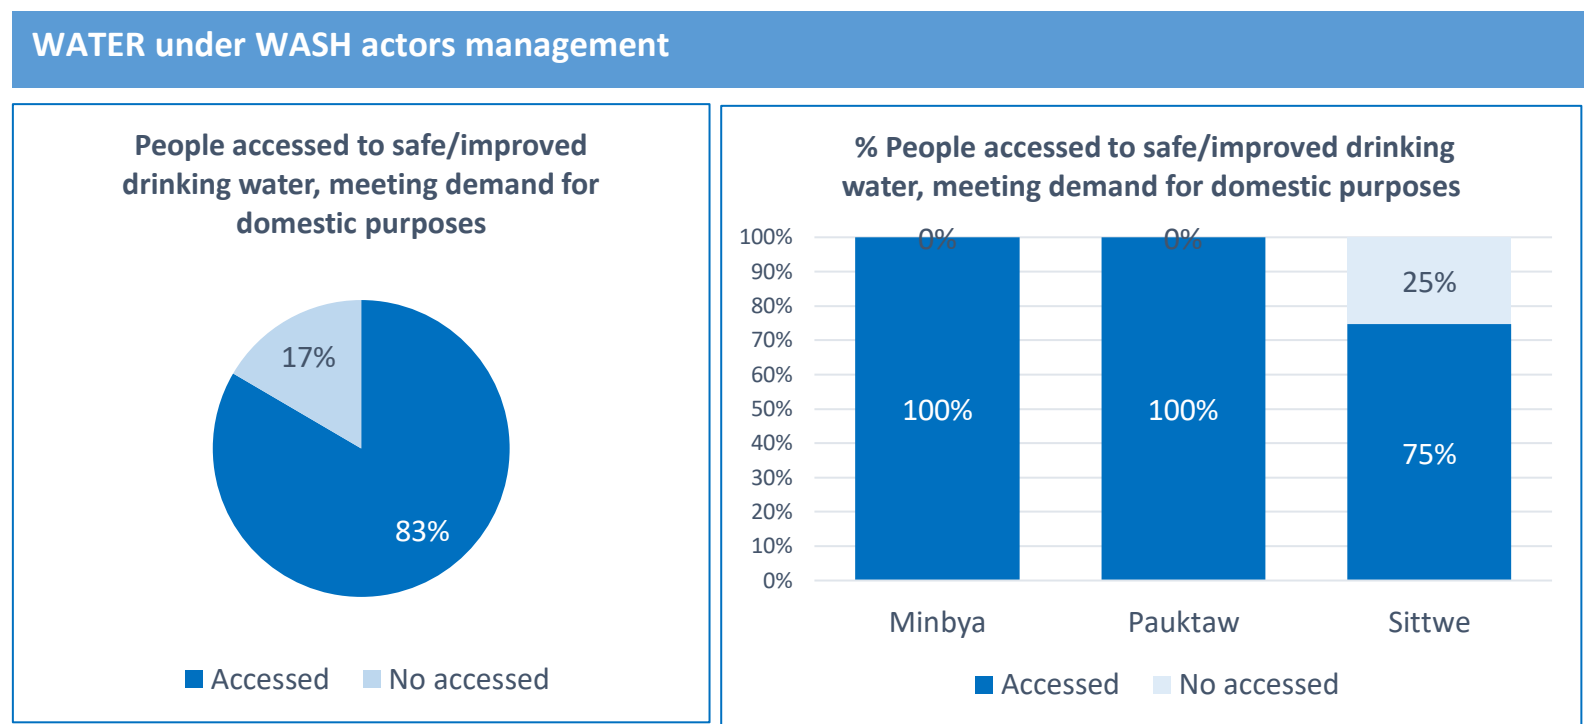 WATER under WASH actors management
People accessed to safe/improved
drinking water, meeting demand for
domestic purposes
17%
83%
Accessed No accessed
% People accessed to safe/improved drinking
water, meeting demand for domestic purposes
100%
90%
80%
70%
60%
50%
40%
30%
20%
10%
0%
0% 0%
25%
100% 100%
75%
Minbya Pauktaw Sittwe
Accessed No accessed